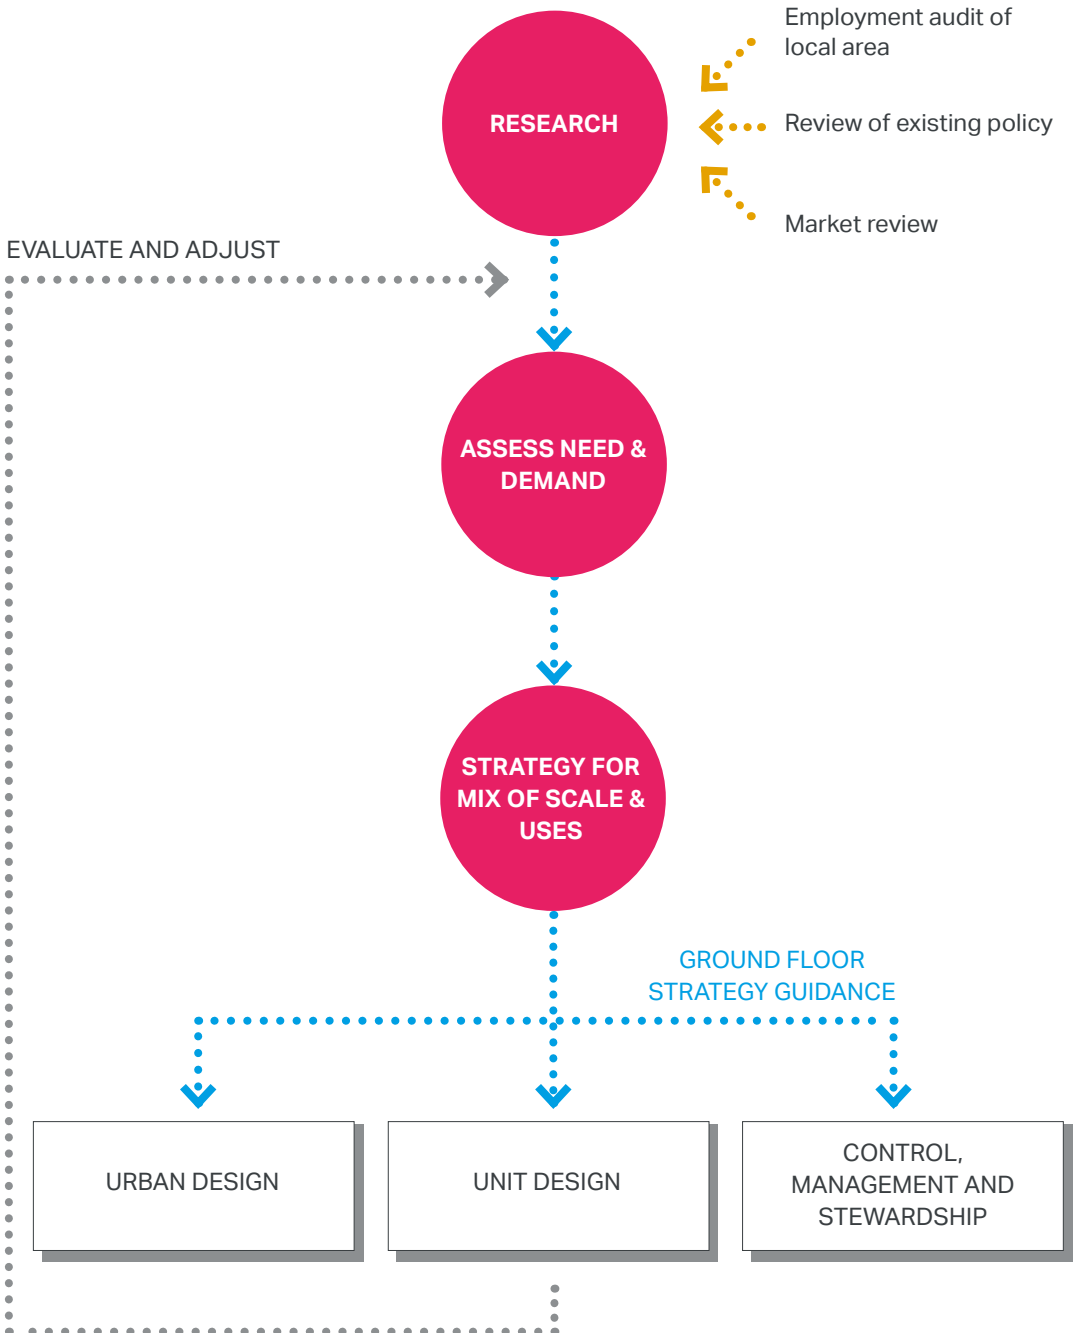 Employment audit of
local area
RESEARCH
Review of existing policy
Market review
EVALUATE AND ADJUST
ASSESS NEED &
DEMAND
STRATEGY FOR
MIX OF SCALE &
USES
GROUND FLOOR
STRATEGY GUIDANCE
URBAN DESIGN
UNIT DESIGN
CONTROL,
MANAGEMENT AND
STEWARDSHIP